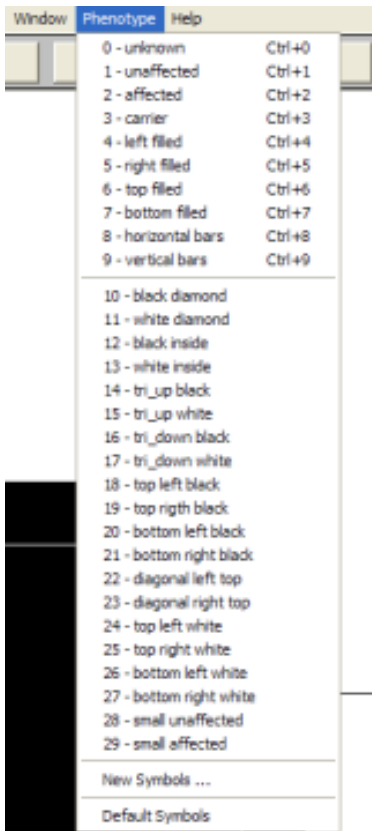 Window Phenotype Help
0 - unknown Ctrl+0
1 - unaffected Ctrl+1
2 - affected Ctrl+2
3 - carrier Ctrl+3
4 - left filled Ctrl+4
5 - right filled Ctrl+5
6 - top filled Ctrl+6
7 - bottom filled Ctrl+7
8 - horizontal bars Ctrl+8
9 - vertical bars Ctrl+9
10 - black diamond
11 - white diamond
12 - black inside
13 - white inside
14 - tri_up black
15 - tri_up white
16 - tri_down black
17 - tri_down white
18 - top left black
19 - top rigth black
20 - bottom left black
21 - bottom right black
22 - diagonal left top
23 - diagonal right top
24 - top left white
25 - top right white
26 - bottom left white
27 - bottom right white
28 - small unaffected
29 - small affected
New Symbols ...
Default Symbols